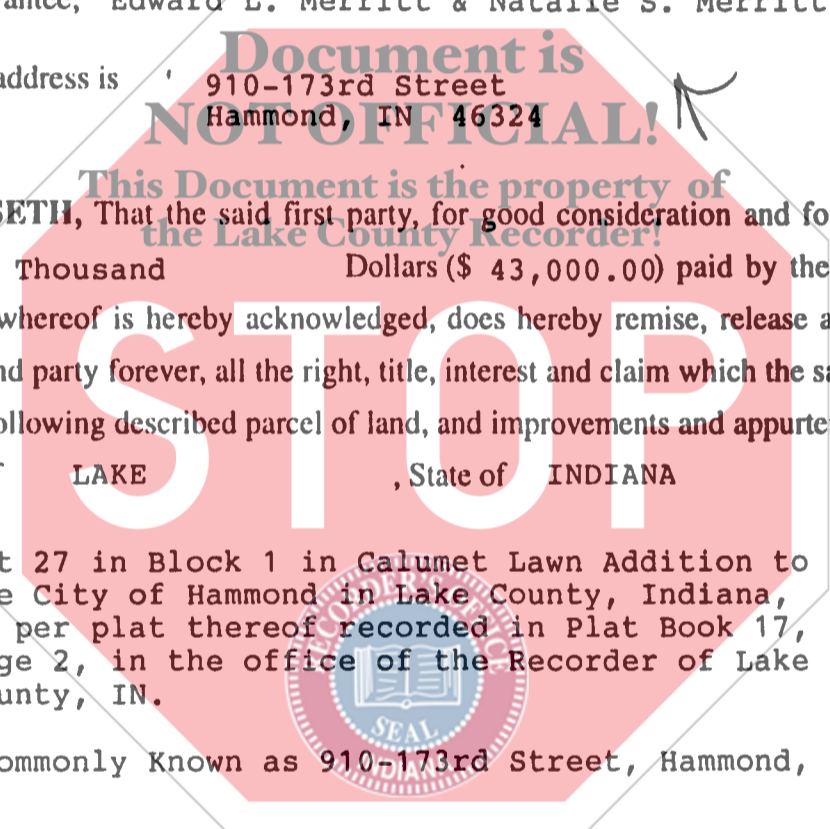 Edward L. Merritt & Natalie S. Merritt
Document is
address is
910-173rd Street
NOT OFFICIAL!
Hammond, IN 46324
This Document is the property of
SETH, That the said first party, for good consideration and fo
the Lake County Recorder!
Thousand Dollars ($ 43,000.00) paid by the
whereof is hereby acknowledged, does hereby remise, release a
nd party forever, all the right, title, interest and claim which the sa
ollowing described parcel of land, and improvements and appurte
LAKE , State of INDIANA
STOP
t 27 in Block 1 in Calumet Lawn Addition to
e City of Hammond in Lake County, Indiana,
per plat thereof recorded in Plat Book 17,
ge 2, in the office of the Recorder of Lake
unty, IN.
RECORDER'S OFFICE
SEAL
INDIANA
ommonly Known as 910-173rd Street, Hammond,